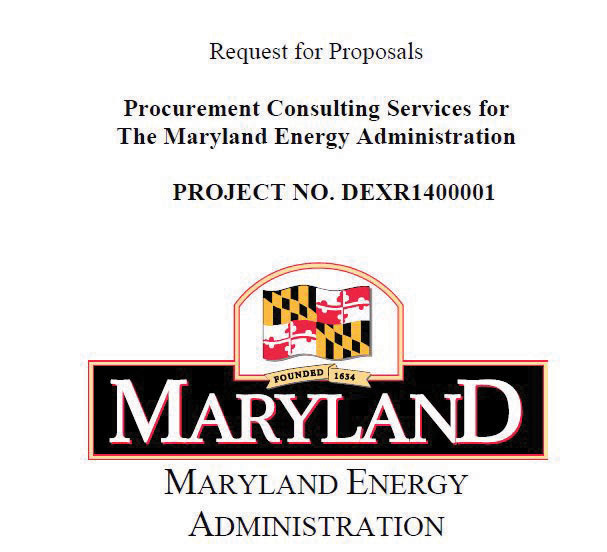 Request for Proposals
Procurement Consulting Services for
The Maryland Energy Administration
PROJECT NO. DEXR1400001
FOUNDED 1634
MARYLAND
MARYLAND ENERGY
ADMINISTRATION